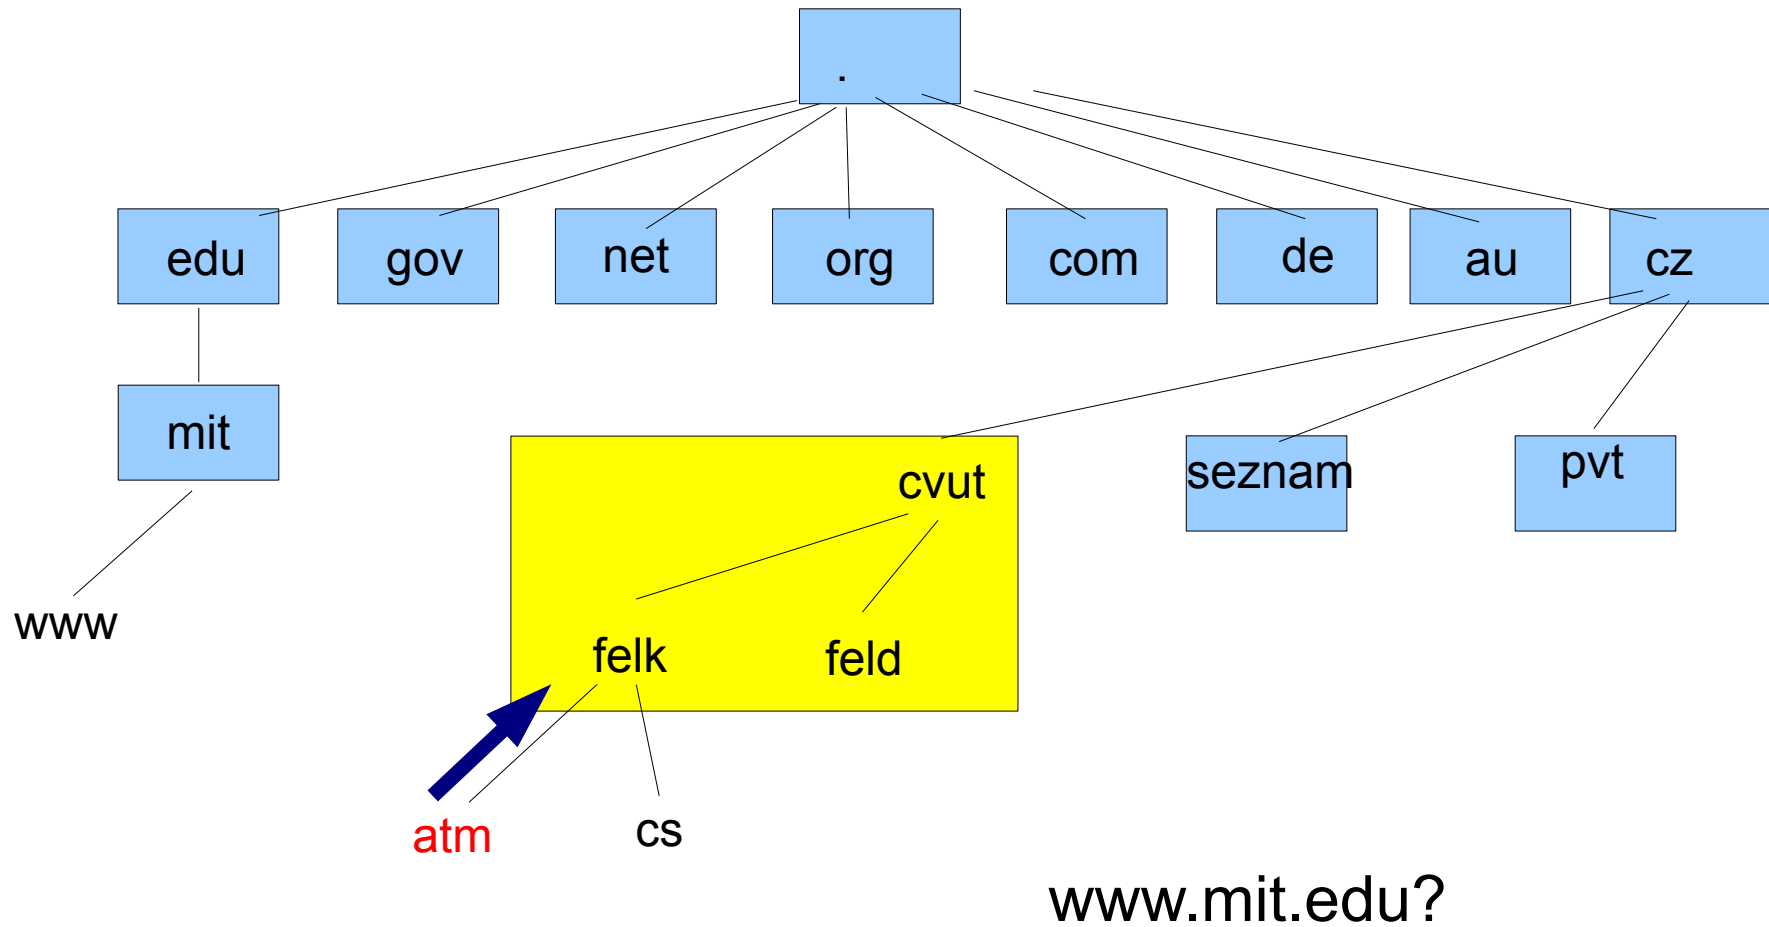 .
edu gov net org com de au cz
mit
cvut seznam pvt
www felk feld
atm cs
www.mit.edu?